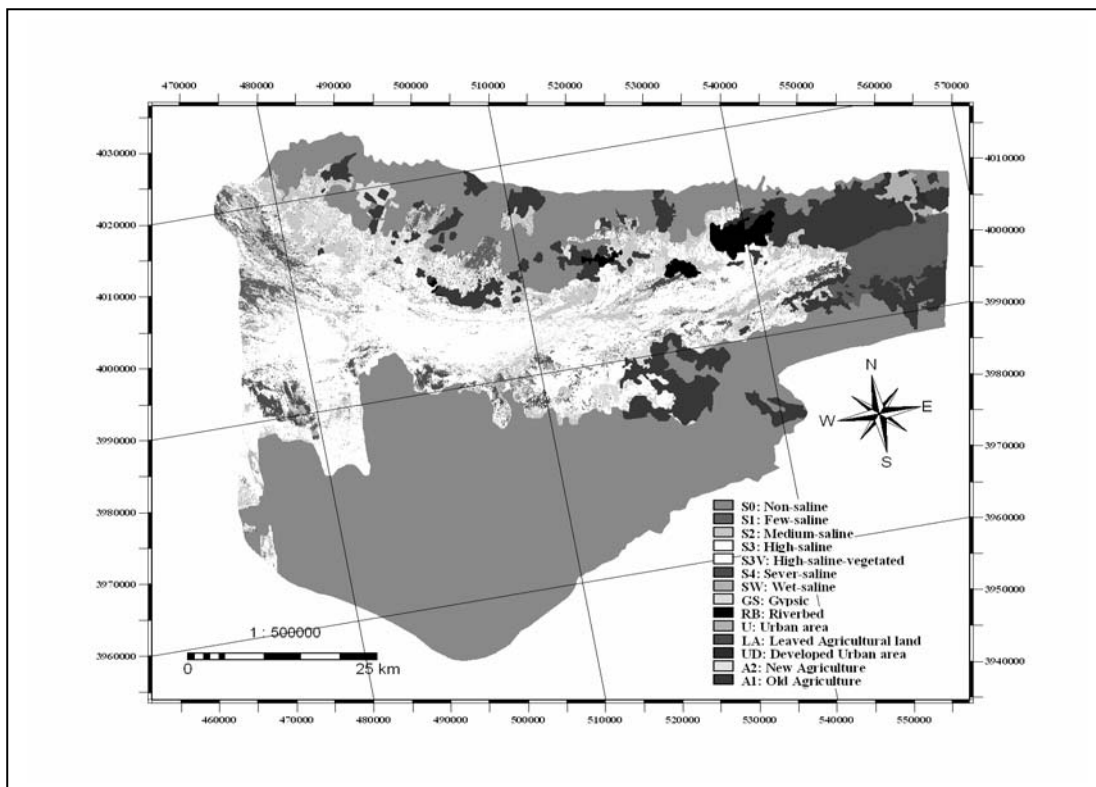 470000 480000 490000 500000 510000 520000 530000 540000 550000 560000 570000
4030000
4020000
4010000
4000000
3990000
3980000
3970000
3960000
4010000
4000000
3990000
3980000
3970000
3960000
3950000
3940000
N
W
E
S
S0: Non-saline
S1: Few-saline
S2: Medium-saline
S3: High-saline
S3V: High-saline-vegetated
S4: Sever-saline
SW: Wet-saline
GS: Gypsic
RB: Riverbed
U: Urban area
LA: Leaved Agricultural land
UD: Developed Urban area
A2: New Agriculture
A1: Old Agriculture
1 : 500000
0 25 km
460000 470000 480000 490000 500000 510000 520000 530000 540000 550000